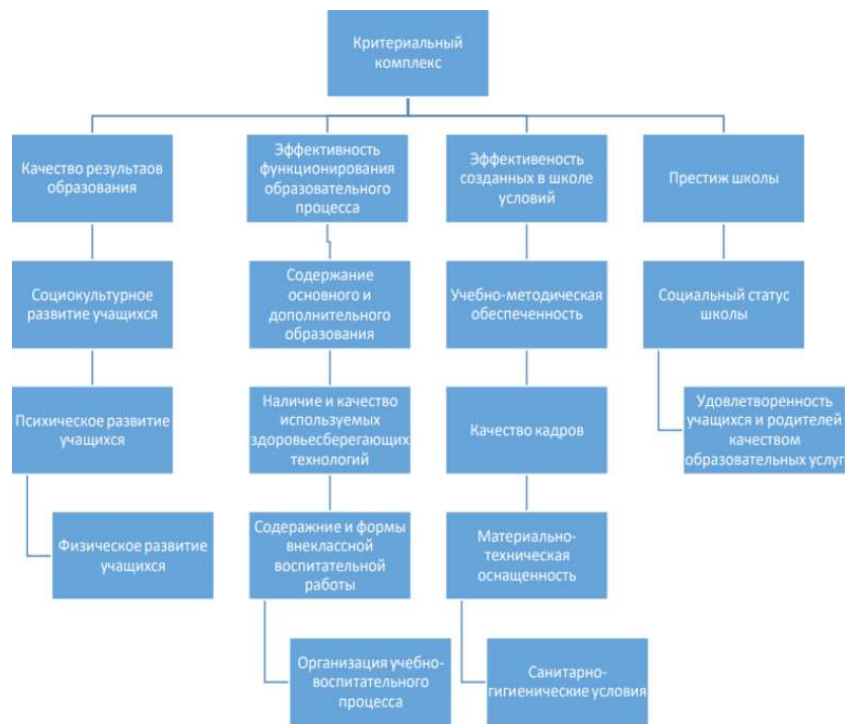 Критериальный
комплекс
Качество результаов
образования
Эффективность
функционирования
образовательного
процесса
Эффективеность
созданных в школе
условий
Престиж школы
Социокультурное
развитие учащихся
Содержание
основного и
дополнительного
образования
Учебно-методическая
обеспеченность
Социальный статус
школы
Психическое развитие
учащихся
Наличие и качество
используемых
здоровьесберегающих
технологий
Качество кадров
Удовлетворенность
учащихся и родителей
качеством
образовательных услуг
Физическое развитие
учащихся
Содеражние и формы
внеклассной
воспитательной
работы
Материально-
техническая
оснащенность
Организация учебно-
воспитательного
процесса
Санитарно-
гигиенические условия